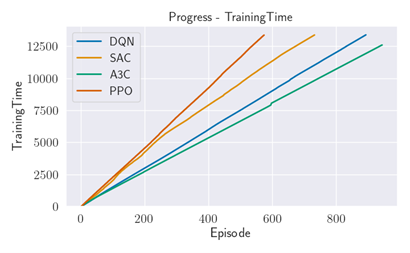 Progress - TrainingTime
DQN
SAC
A3C
PPO
12500
10000
7500
5000
2500
0
TrainingTime
0 200 400 600 800
Episode